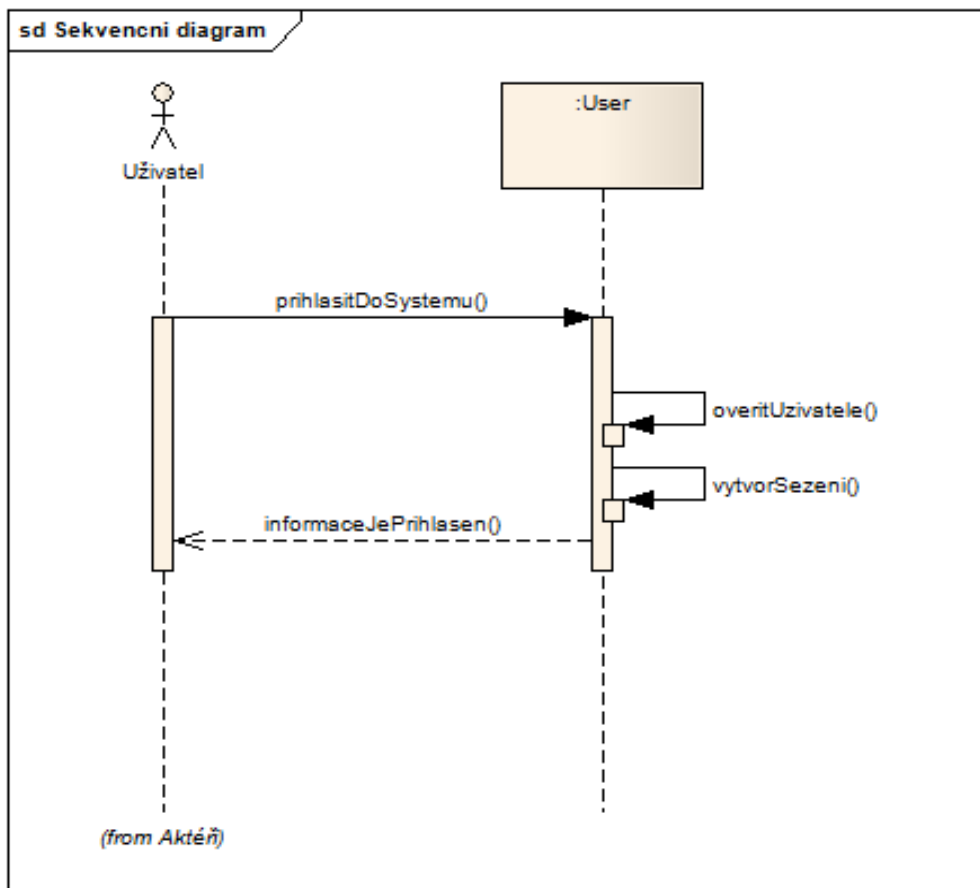 sd Sekvencni diagram
:User
Uživatel
prihlasitDoSystemu()
overitUzivatele()
vytvorSezeni()
informaceJePrihlasen()
(from Aktéři)